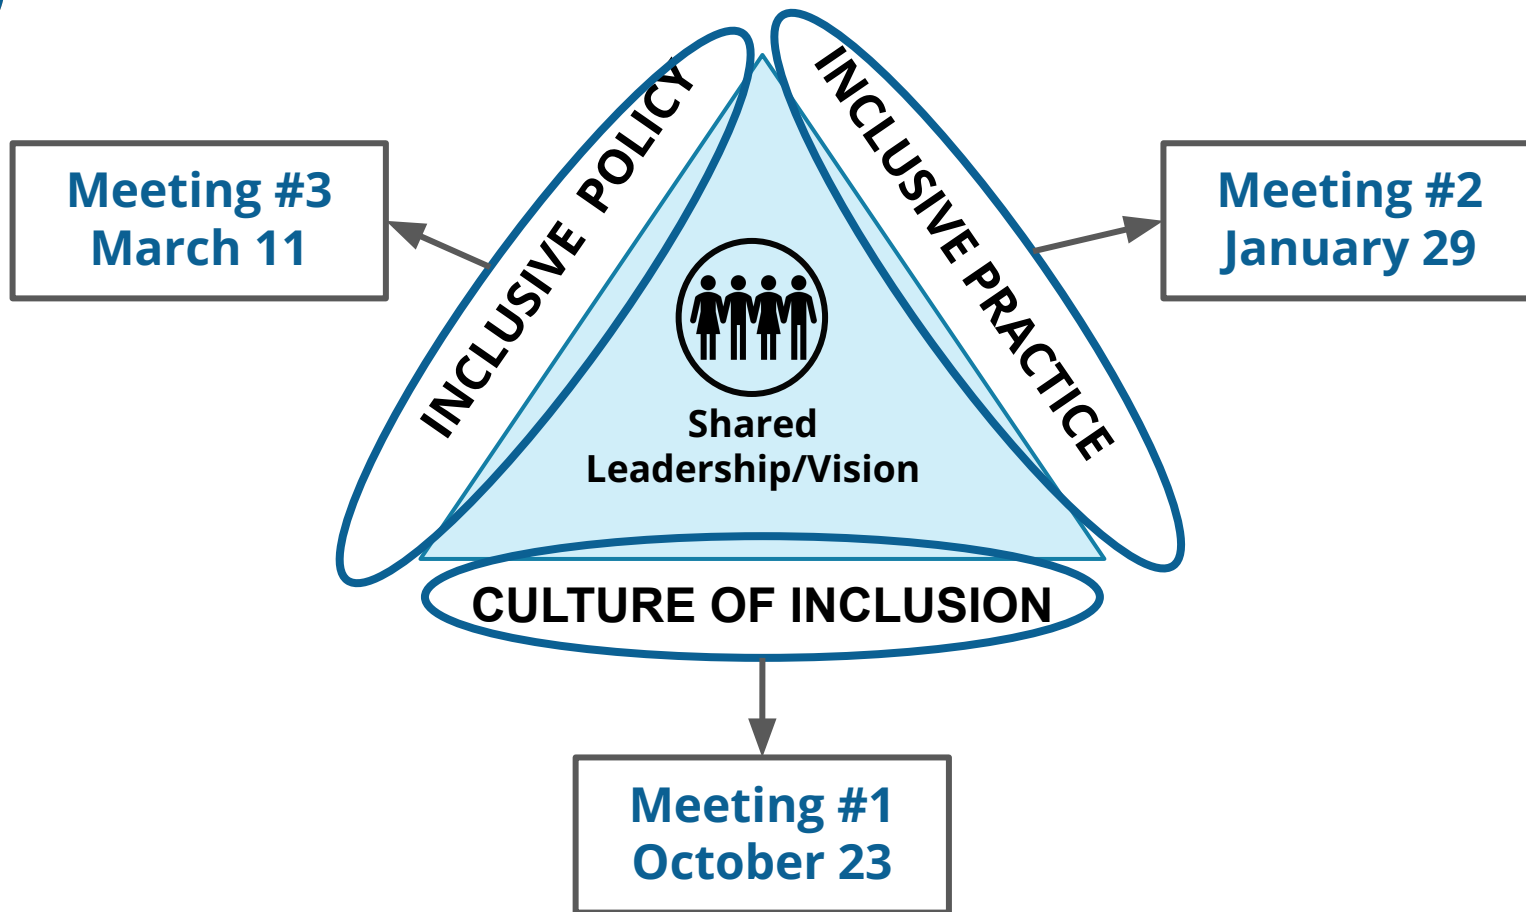 INCLUSIVE POLICY
INCLUSIVE PRACTICE
Meeting #3
March 11
Meeting #2
January 29
Shared
Leadership/Vision
CULTURE OF INCLUSION
Meeting #1
October 23